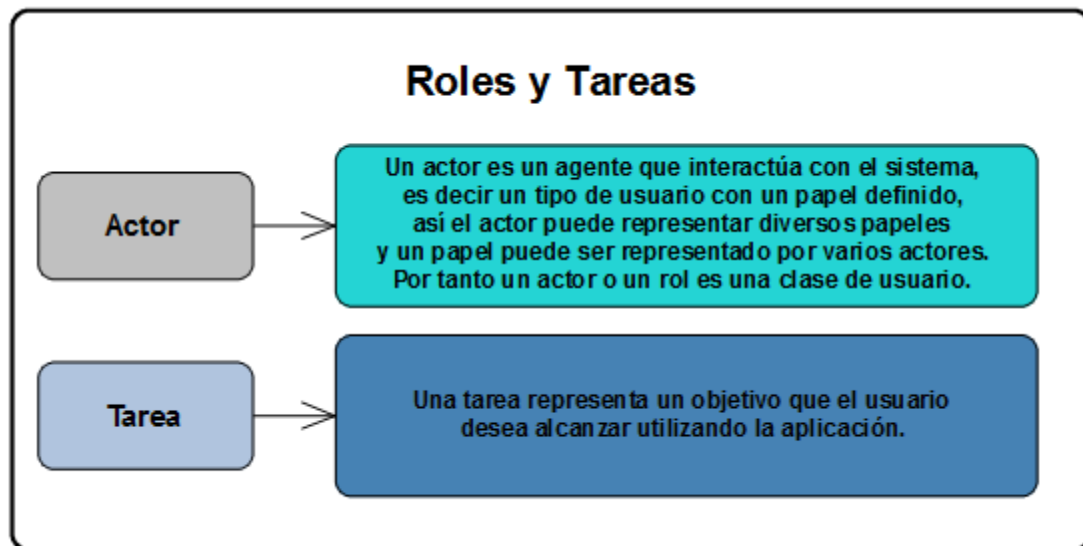 Roles y Tareas
Actor
Un actor es un agente que interactúa con el sistema,
es decir un tipo de usuario con un papel definido,
así el actor puede representar diversos papeles
y un papel puede ser representado por varios actores.
Por tanto un actor o un rol es una clase de usuario.
Tarea
Una tarea representa un objetivo que el usuario
desea alcanzar utilizando la aplicación.